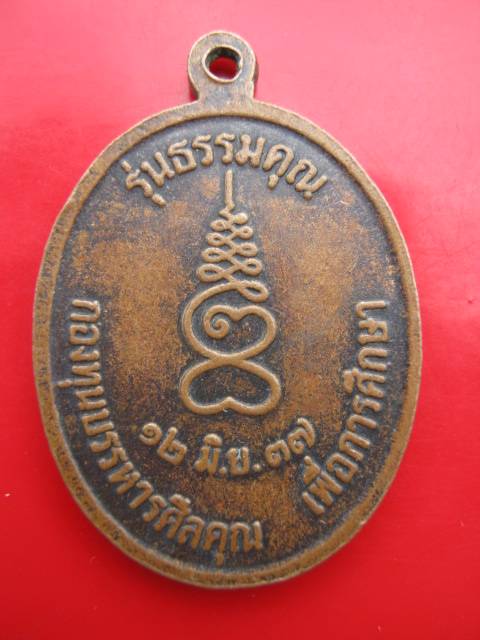 รุ่นธรรมคุณ
๑๒ มิ.ย. ๓๗
กองทุนบรรหารศีลคุณ เพื่อการศึกษา